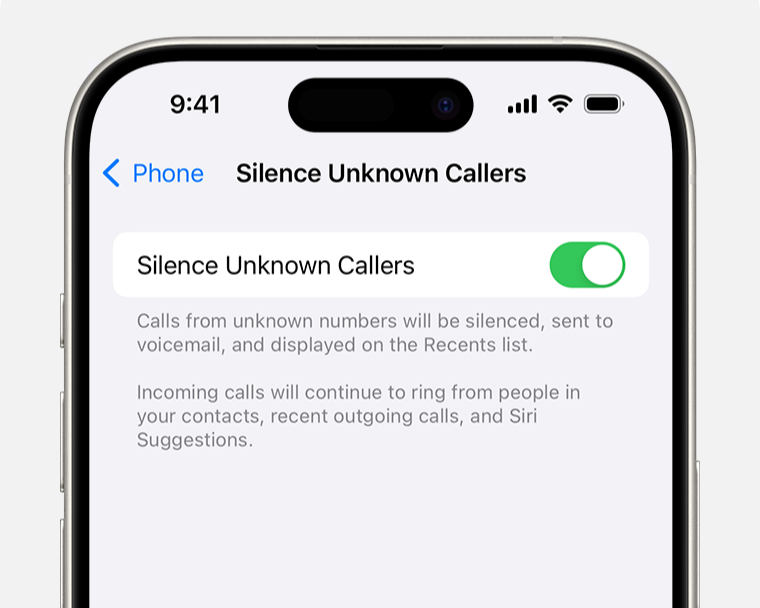 9:41
Phone
Silence Unknown Callers
Silence Unknown Callers
Calls from unknown numbers will be silenced, sent to
voicemail, and displayed on the Recents list.
Incoming calls will continue to ring from people in
your contacts, recent outgoing calls, and Siri
Suggestions.